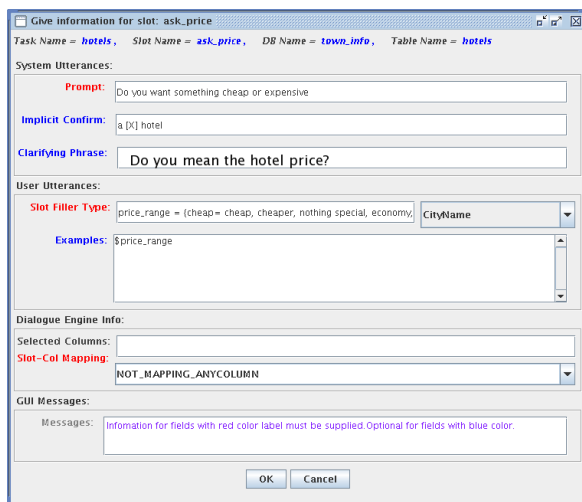 Give information for slot: ask_price
Task Name = hotels, Slot Name = ask_price, DB Name = town_info, Table Name = hotels
System Utterances:
Prompt: Do you want something cheap or expensive
Implicit Confirm: a [X] hotel
Clarifying Phrase: Do you mean the hotel price?
User Utterances:
Slot Filler Type: price_range = {cheap= cheap, cheaper, nothing special, economy, CityName
Examples: $price_range
Dialogue Engine Info:
Selected Columns:
Slot-Col Mapping:
NOT_MAPPING_ANYCOLUMN
GUI Messages:
Messages: Infomation for fields with red color label must be supplied.Optional for fields with blue color.
OK Cancel